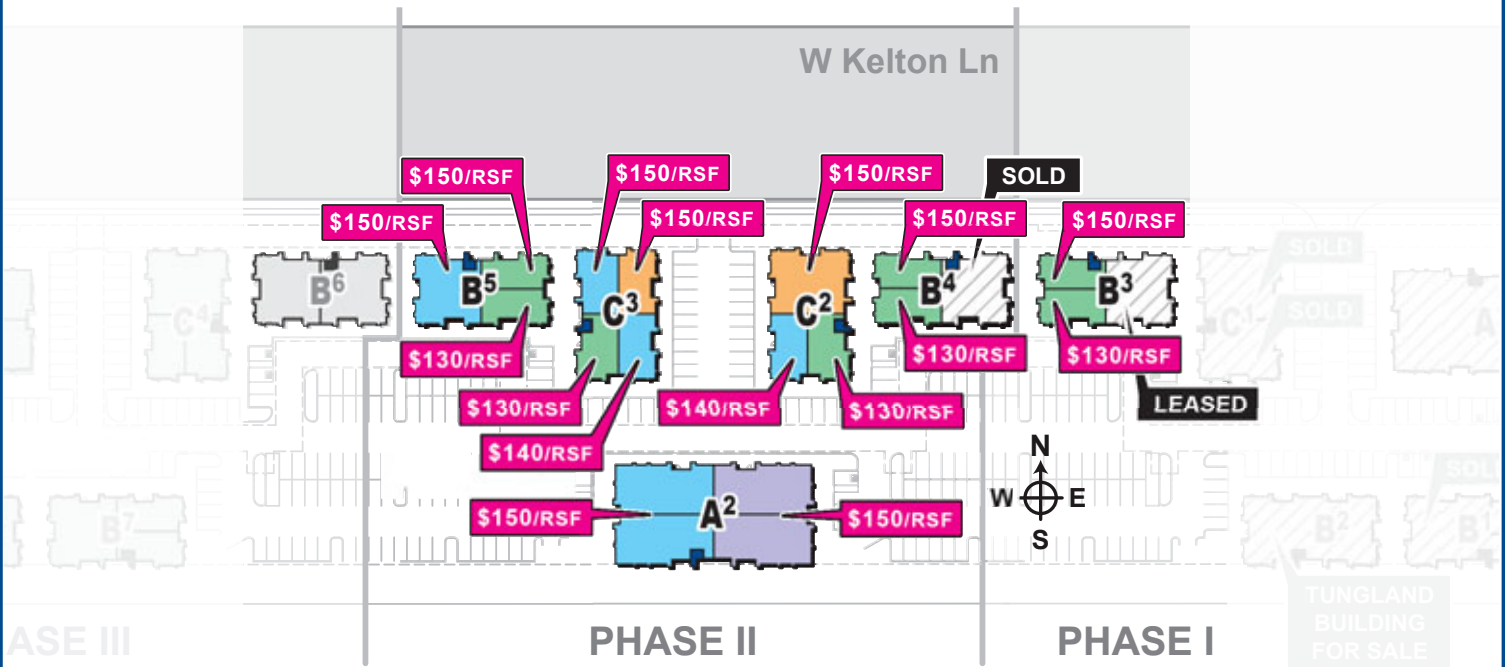 W Kelton Ln
$150/RSF
$150/RSF
$150/RSF
SOLD
$150/RSF
$150/RSF
$150/RSF
$150/RSF
SOLD
B6
B5
C3
C2
B4
B3
C4
C1
A
SOLD
$130/RSF
$130/RSF
$130/RSF
$130/RSF
$140/RSF
$130/RSF
LEASED
$140/RSF
N
W E
S
SOLD
$150/RSF
A2
$150/RSF
B7
B2
B1
TUNGLAND
BUILDING
FOR SALE
ASE III
PHASE II
PHASE I